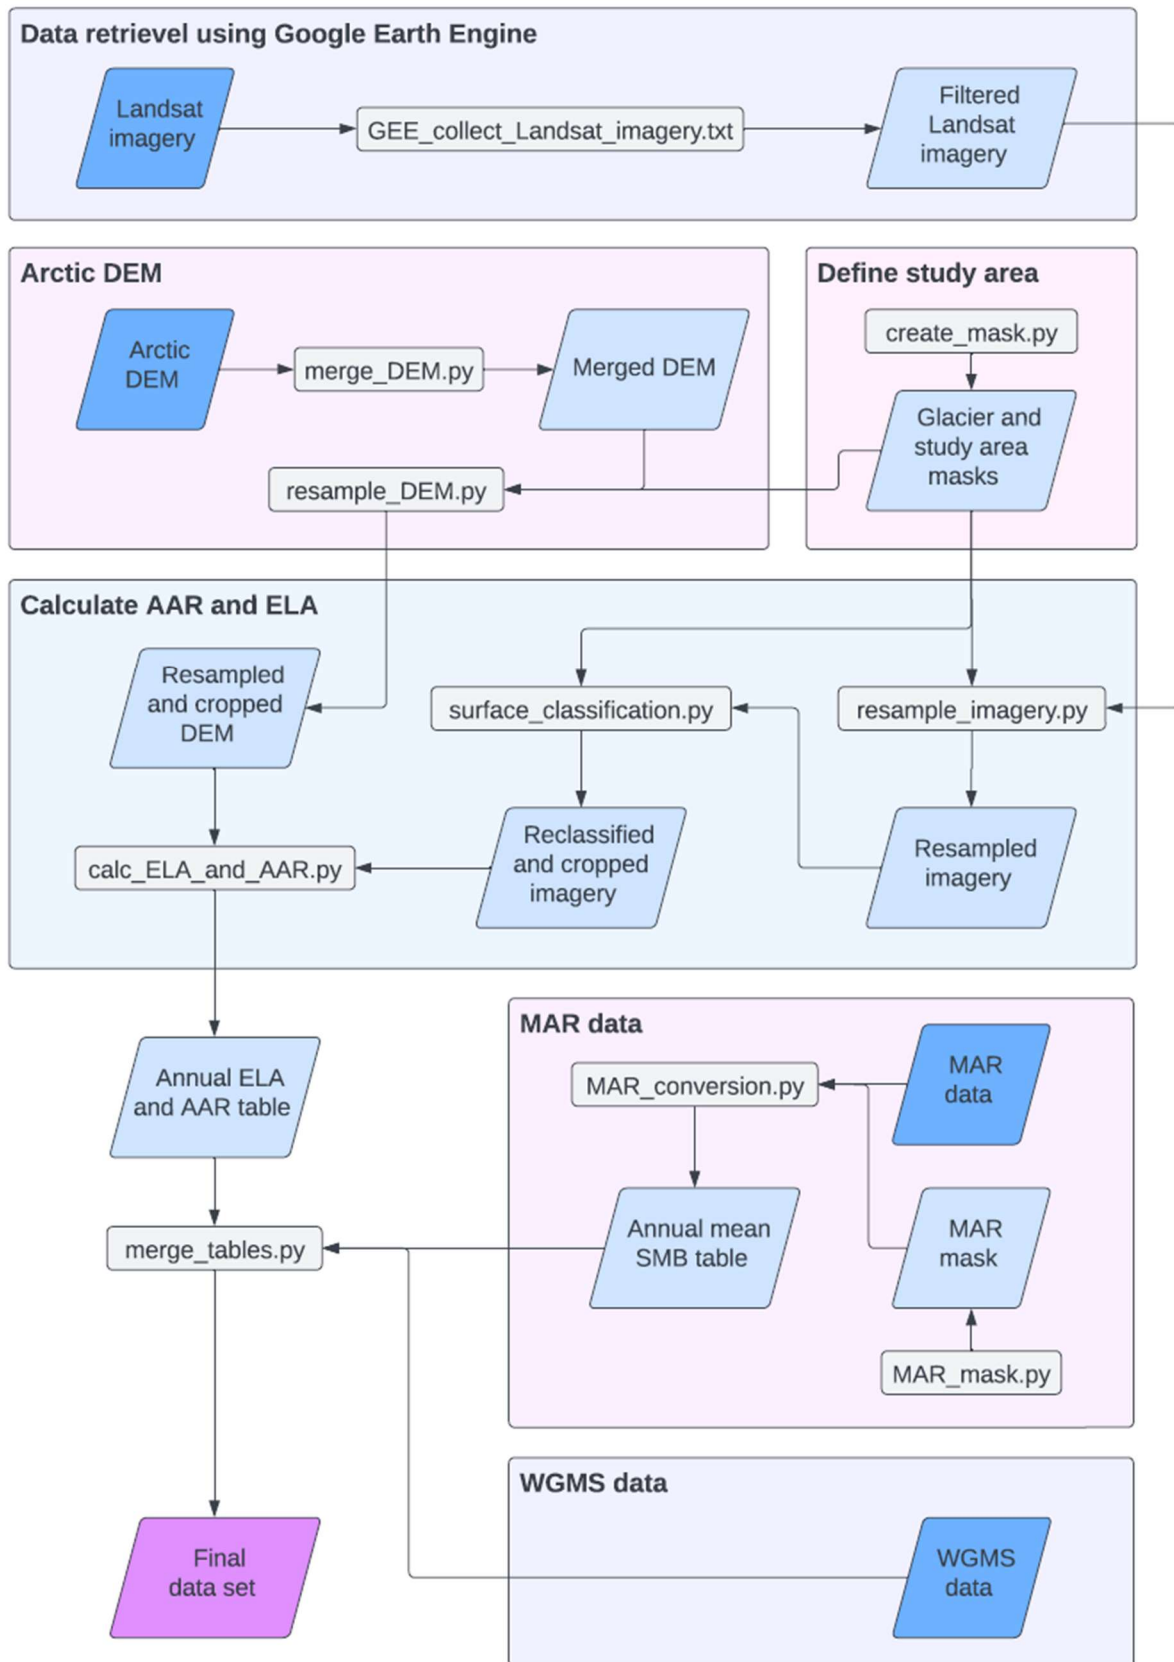 Data retrievel using Google Earth Engine
Landsat
imagery
GEE_collect_Landsat_imagery.txt
Filtered
Landsat
imagery
Arctic DEM
Arctic
DEM
merge_DEM.py
Merged DEM
resample_DEM.py
Define study area
create_mask.py
Glacier and
study area
masks
Calculate AAR and ELA
Resampled
and cropped
DEM
surface_classification.py
resample_imagery.py
calc_ELA_and_AAR.py
Reclassified
and cropped
imagery
Resampled
imagery
Annual ELA
and AAR table
merge_tables.py
Final
data set
MAR data
MAR_conversion.py
MAR
data
Annual mean
SMB table
MAR
mask
MAR_mask.py
WGMS data
WGMS
data